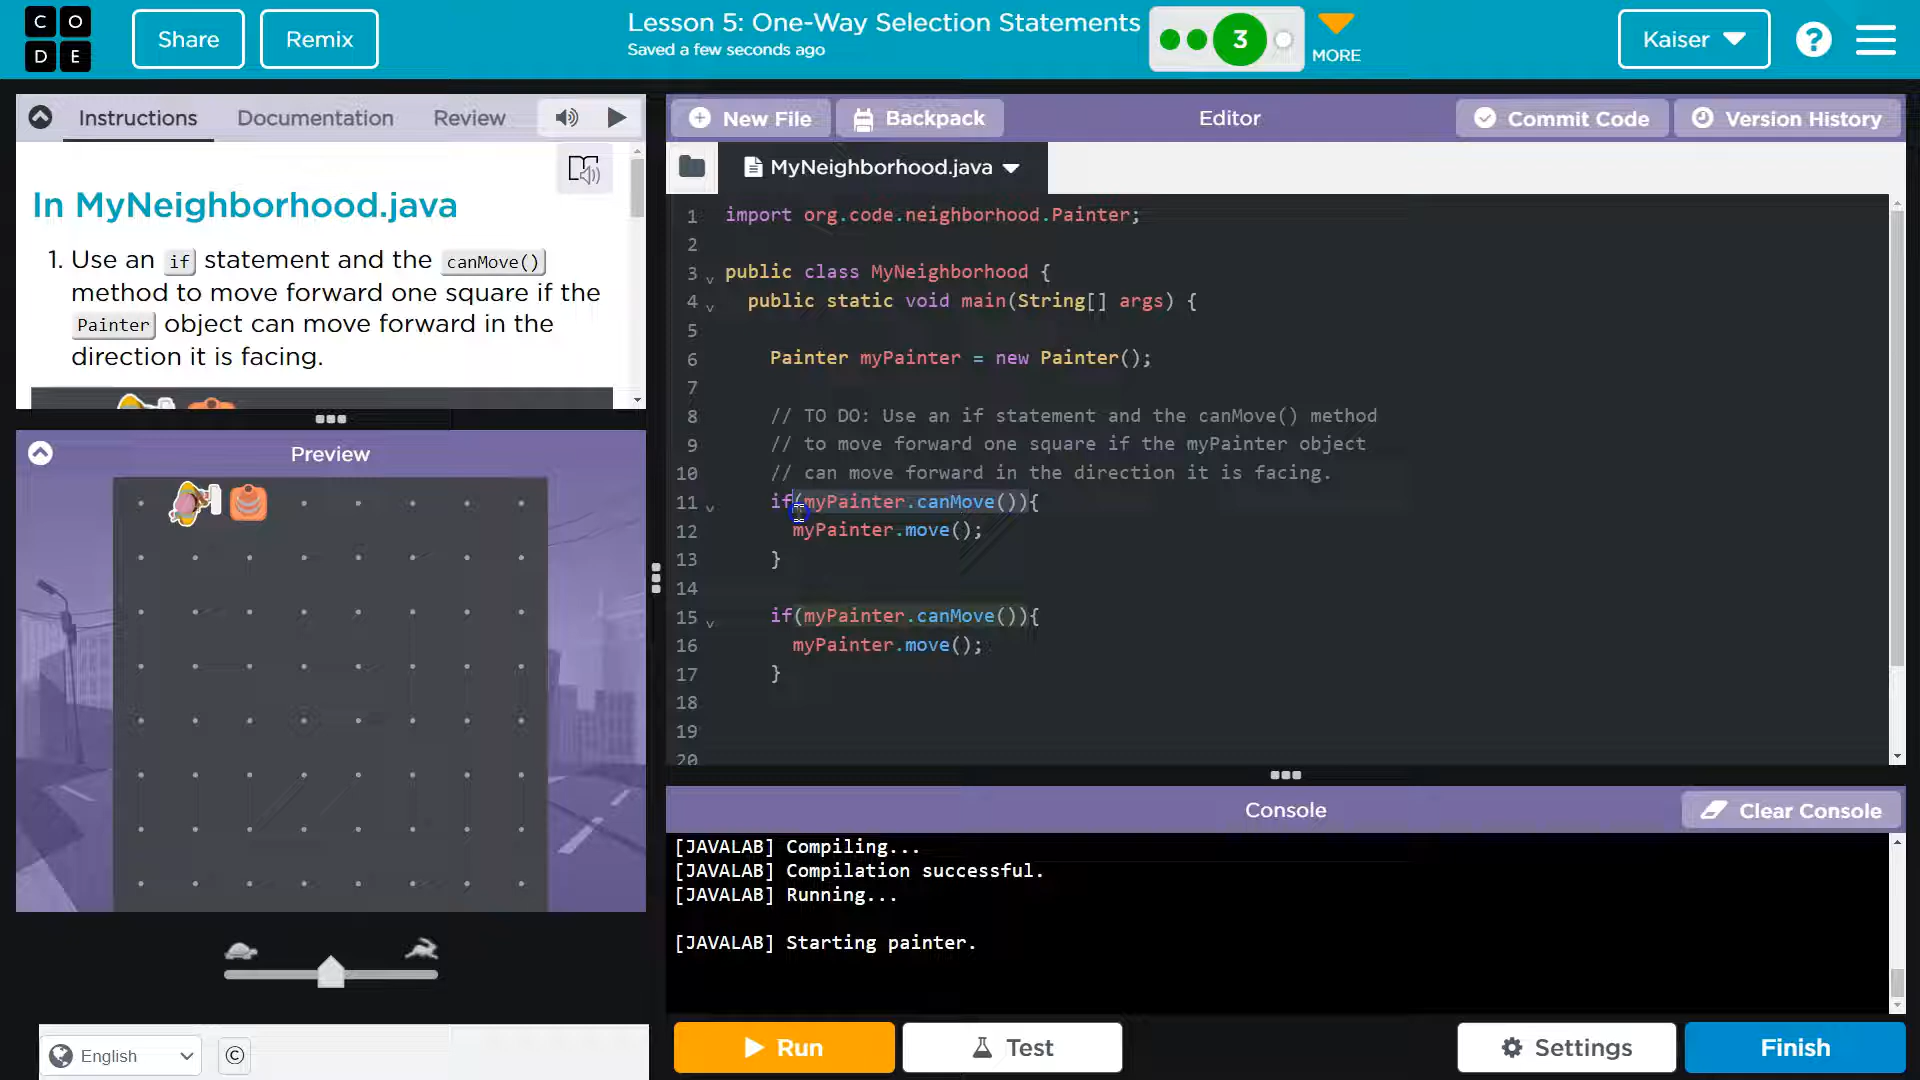 CODE
Share
Remix
Lesson 5: One-Way Selection Statements
Saved a few seconds ago
3
MORE
Kaiser
?
Instructions
Documentation
Review
In MyNeighborhood.java
1. Use an if statement and the canMove()
method to move forward one square if the
Painter object can move forward in the
direction it is facing.
Preview
English
©
New File
Backpack
Editor
Commit Code
Version History
MyNeighborhood.java
1 import org.code.neighborhood.Painter;
2
3 public class MyNeighborhood {
4 public static void main(String[] args) {
5
6 Painter myPainter = new Painter();
7
8 // TO DO: Use an if statement and the canMove() method
9 // to move forward one square if the myPainter object
10 // can move forward in the direction it is facing.
11 if(myPainter.canMove()){
12 myPainter.move();
13 }
14
15 if(myPainter.canMove()){
16 myPainter.move();
17 }
18
19
20
Console
Clear Console
[JAVALAB] Compiling...
[JAVALAB] Compilation successful.
[JAVALAB] Running...
[JAVALAB] Starting painter.
Run
Test
Settings
Finish